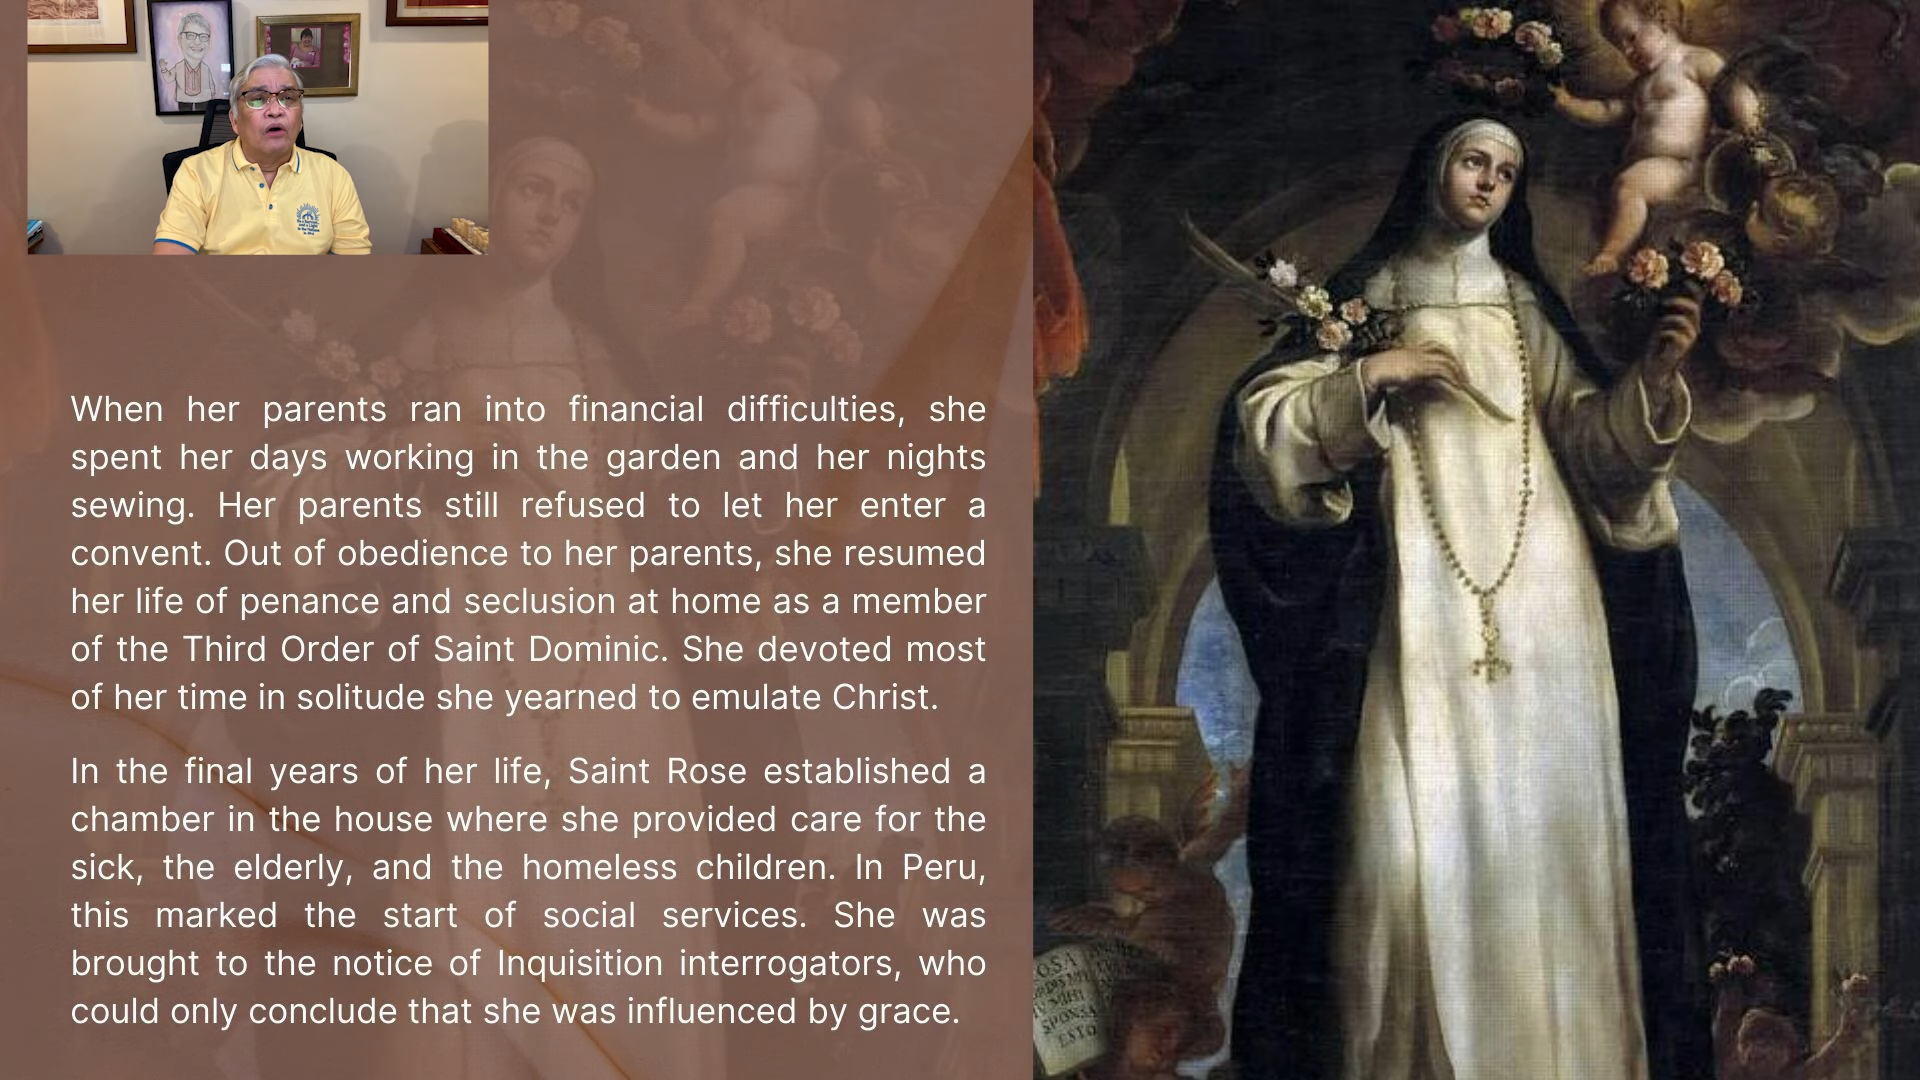 When her parents ran into financial difficulties, she
spent her days working in the garden and her nights
sewing. Her parents still refused to let her enter a
convent. Out of obedience to her parents, she resumed
her life of penance and seclusion at home as a member
of the Third Order of Saint Dominic. She devoted most
of her time in solitude she yearned to emulate Christ.
In the final years of her life, Saint Rose established a
chamber in the house where she provided care for the
sick, the elderly, and the homeless children. In Peru,
this marked the start of social services. She was
brought to the notice of Inquisition interrogators, who
could only conclude that she was influenced by grace.
OSA
MIHI
SPONSA
ESTO